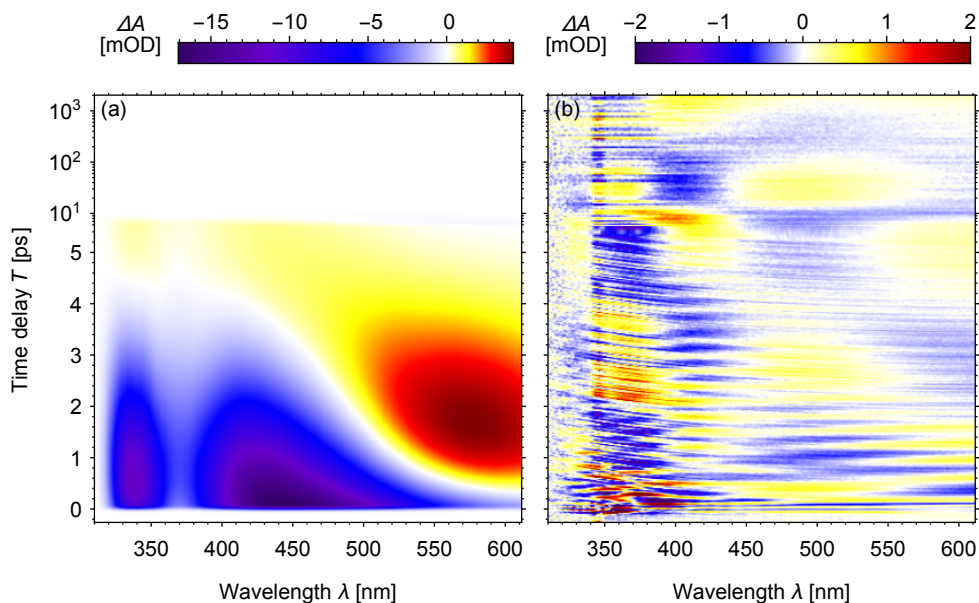 ΔA −15 −10 −5 0
[mOD]
ΔA −2 −1 0 1 2
[mOD]
(a)
(b)
Time delay T [ps]
10³
10²
10¹
5
4
3
2
1
0
350 400 450 500 550 600
350 400 450 500 550 600
Wavelength λ [nm]
Wavelength λ [nm]